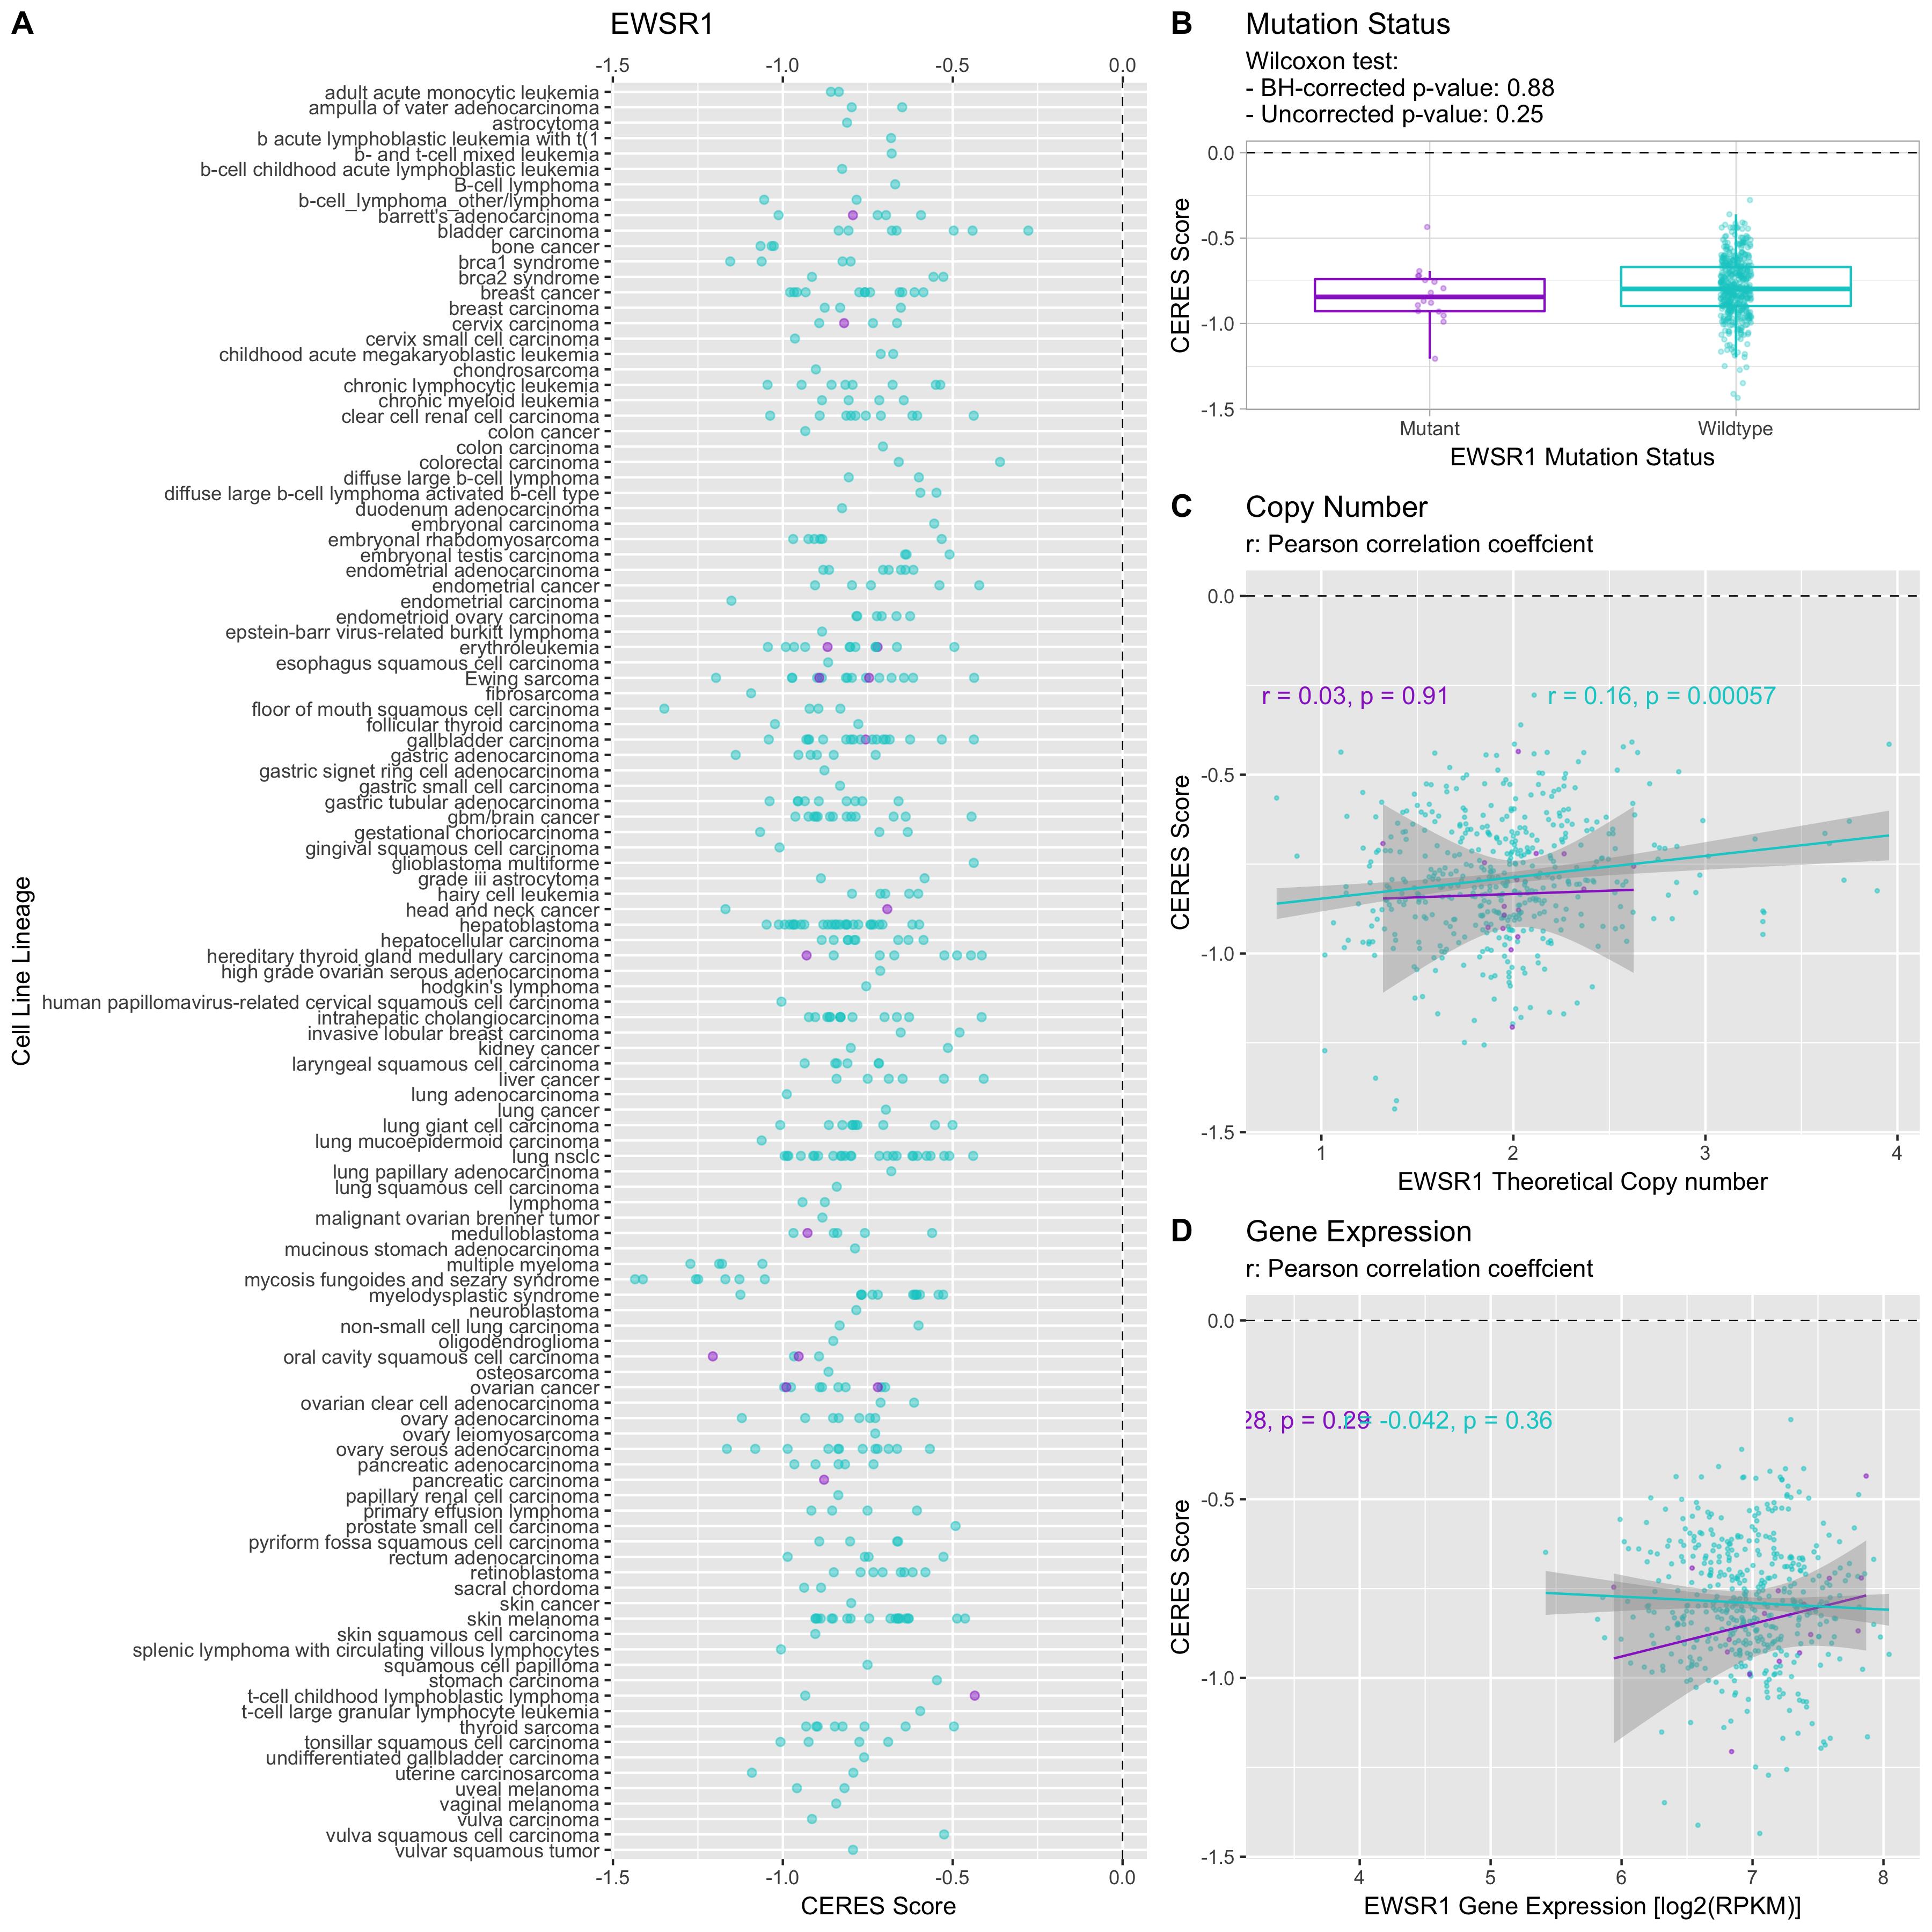 A
EWSR1
-1.5 -1.0 -0.5 0.0
adult acute monocytic leukemia
ampulla of vater adenocarcinoma
astrocytoma
b acute lymphoblastic leukemia with t(1
b- and t-cell mixed leukemia
b-cell childhood acute lymphoblastic leukemia
B-cell lymphoma
b-cell_lymphoma_other/lymphoma
barrett's adenocarcinoma
bladder carcinoma
bone cancer
brca1 syndrome
brca2 syndrome
breast cancer
breast carcinoma
cervix carcinoma
cervix small cell carcinoma
childhood acute megakaryoblastic leukemia
chondrosarcoma
chronic lymphocytic leukemia
chronic myeloid leukemia
clear cell renal cell carcinoma
colon cancer
colon carcinoma
colorectal carcinoma
diffuse large b-cell lymphoma
diffuse large b-cell lymphoma activated b-cell type
duodenum adenocarcinoma
embryonal carcinoma
embryonal rhabdomyosarcoma
embryonal testis carcinoma
endometrial adenocarcinoma
endometrial cancer
endometrial carcinoma
endometrioid ovary carcinoma
epstein-barr virus-related burkitt lymphoma
erythroleukemia
esophagus squamous cell carcinoma
Ewing sarcoma
fibrosarcoma
floor of mouth squamous cell carcinoma
follicular thyroid carcinoma
gallbladder carcinoma
gastric adenocarcinoma
gastric signet ring cell adenocarcinoma
gastric small cell carcinoma
gastric tubular adenocarcinoma
gbm/brain cancer
gestational choriocarcinoma
gingival squamous cell carcinoma
glioblastoma multiforme
grade iii astrocytoma
hairy cell leukemia
head and neck cancer
hepatoblastoma
hepatocellular carcinoma
hereditary thyroid gland medullary carcinoma
high grade ovarian serous adenocarcinoma
hodgkin's lymphoma
human papillomavirus-related cervical squamous cell carcinoma
intrahepatic cholangiocarcinoma
invasive lobular breast carcinoma
kidney cancer
laryngeal squamous cell carcinoma
liver cancer
lung adenocarcinoma
lung cancer
lung giant cell carcinoma
lung mucoepidermoid carcinoma
lung nsclc
lung papillary adenocarcinoma
lung squamous cell carcinoma
lymphoma
malignant ovarian brenner tumor
medulloblastoma
mucinous stomach adenocarcinoma
multiple myeloma
mycosis fungoides and sezary syndrome
myelodysplastic syndrome
neuroblastoma
non-small cell lung carcinoma
oligodendroglioma
oral cavity squamous cell carcinoma
osteosarcoma
ovarian cancer
ovarian clear cell adenocarcinoma
ovary adenocarcinoma
ovary leiomyosarcoma
ovary serous adenocarcinoma
pancreatic adenocarcinoma
pancreatic carcinoma
papillary renal cell carcinoma
primary effusion lymphoma
prostate small cell carcinoma
pyriform fossa squamous cell carcinoma
rectum adenocarcinoma
retinoblastoma
sacral chordoma
skin cancer
skin melanoma
skin squamous cell carcinoma
splenic lymphoma with circulating villous lymphocytes
squamous cell papilloma
stomach carcinoma
t-cell childhood lymphoblastic lymphoma
t-cell large granular lymphocyte leukemia
thyroid sarcoma
tonsillar squamous cell carcinoma
undifferentiated gallbladder carcinoma
uterine carcinosarcoma
uveal melanoma
vaginal melanoma
vulva carcinoma
vulva squamous cell carcinoma
vulvar squamous tumor
-1.5 -1.0 -0.5 0.0
CERES Score
Cell Line Lineage
B
Mutation Status
Wilcoxon test:
- BH-corrected p-value: 0.88
- Uncorrected p-value: 0.25
0.0
-0.5
-1.0
-1.5
CERES Score
Mutant Wildtype
EWSR1 Mutation Status
C
Copy Number
r: Pearson correlation coeffcient
0.0
-0.5
-1.0
-1.5
CERES Score
r = 0.03, p = 0.91 r = 0.16, p = 0.00057
1 2 3 4
EWSR1 Theoretical Copy number
D
Gene Expression
r: Pearson correlation coeffcient
0.0
-0.5
-1.0
-1.5
CERES Score
28, p = 0.29 r = -0.042, p = 0.36
4 5 6 7 8
EWSR1 Gene Expression [log2(RPKM)]